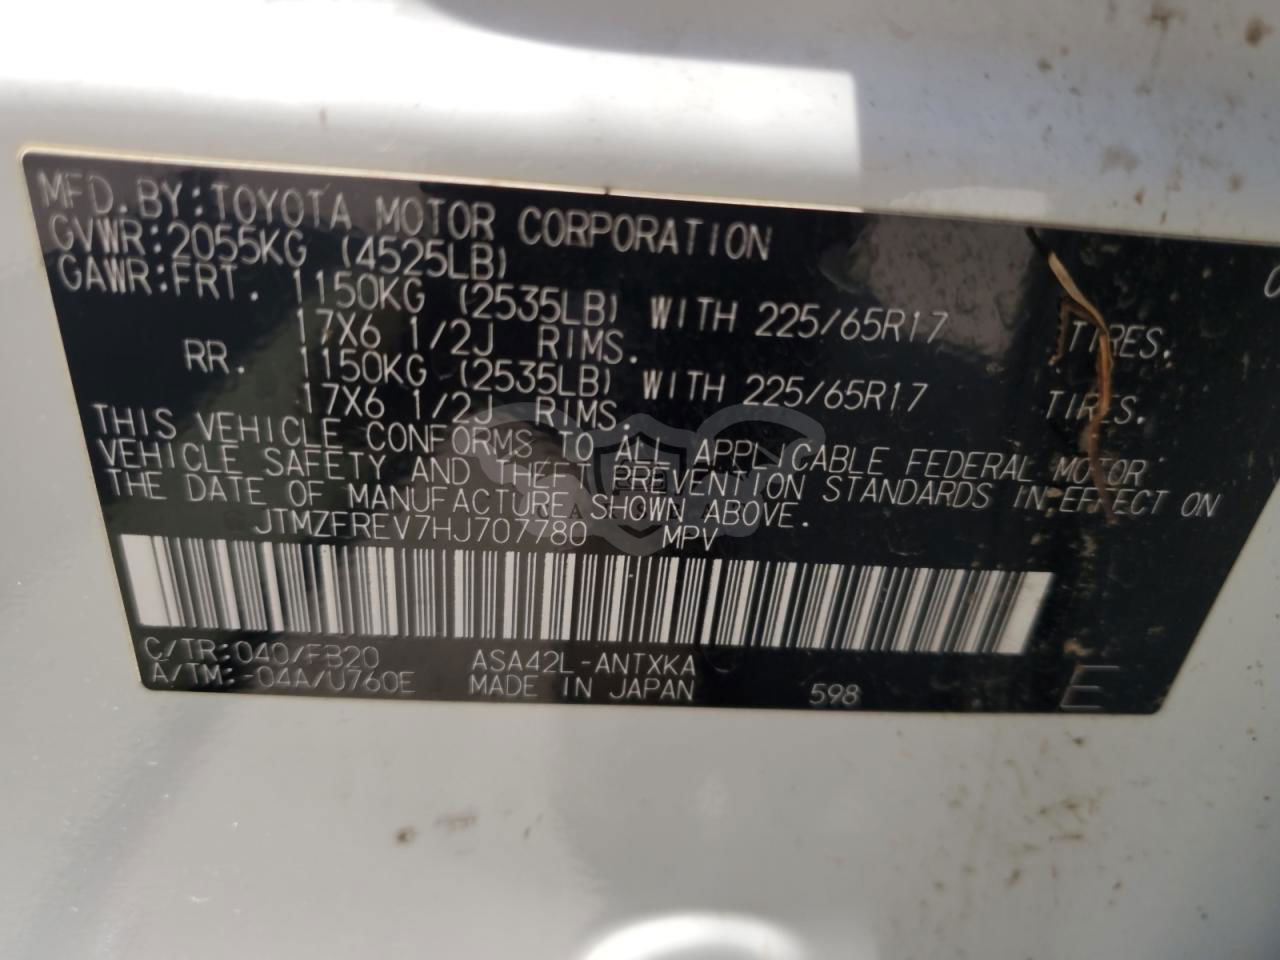 MFD.BY:TOYOTA MOTOR CORPORATION
GVWR:2055KG (4525LB)
GAWR:FRT. 1150KG (2535LB) WITH 225/65R17 TIRES.
17X6 1/2J RIMS.
RR. 1150KG (2535LB) WITH 225/65R17 TIRES.
17X6 1/2J RIMS.
THIS VEHICLE CONFORMS TO ALL APPLICABLE FEDERAL MOTOR
VEHICLE SAFETY AND THEFT PREVENTION STANDARDS IN EFFECT ON
THE DATE OF MANUFACTURE SHOWN ABOVE.
JTMZFREV7HJ707780 MPV
C/TR:040/FB20 ASA42L-ANTXKA
A/TM:-04A/U760E MADE IN JAPAN 598 E